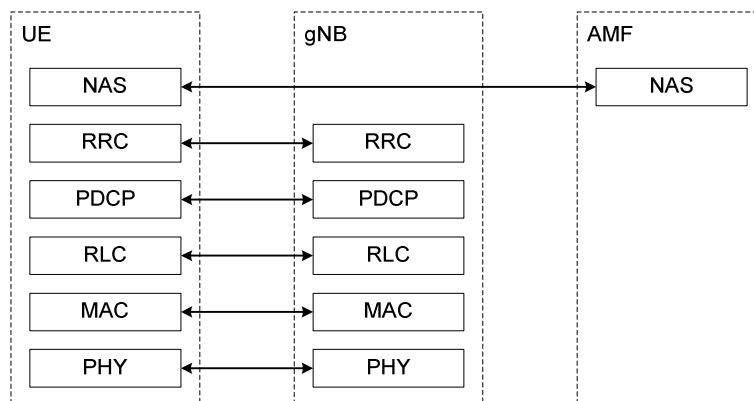 UE gNB AMF
NAS NAS
RRC RRC
PDCP PDCP
RLC RLC
MAC MAC
PHY PHY